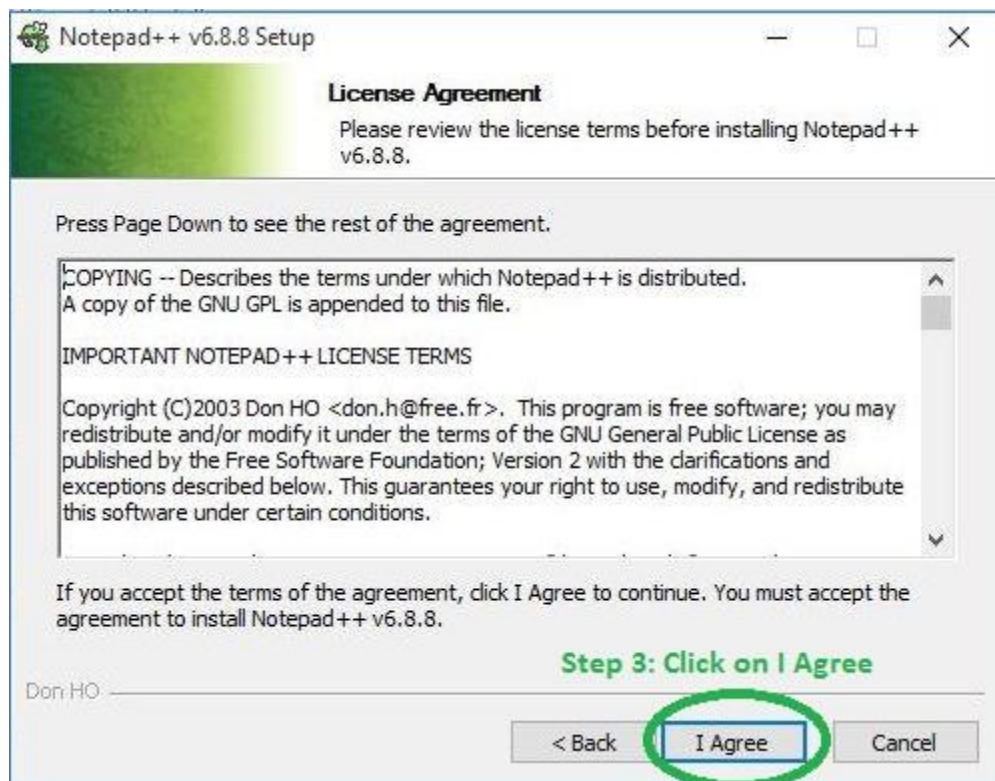 Notepad++ v6.8.8 Setup
License Agreement
Please review the license terms before installing Notepad++
v6.8.8.
Press Page Down to see the rest of the agreement.
COPYING -- Describes the terms under which Notepad++ is distributed.
A copy of the GNU GPL is appended to this file.
IMPORTANT NOTEPAD++ LICENSE TERMS
Copyright (C)2003 Don HO <don.h@free.fr>. This program is free software; you may
redistribute and/or modify it under the terms of the GNU General Public License as
published by the Free Software Foundation; Version 2 with the clarifications and
exceptions described below. This guarantees your right to use, modify, and redistribute
this software under certain conditions.
If you accept the terms of the agreement, click I Agree to continue. You must accept the
agreement to install Notepad++ v6.8.8.
Step 3: Click on I Agree
Don HO
< Back
I Agree
Cancel